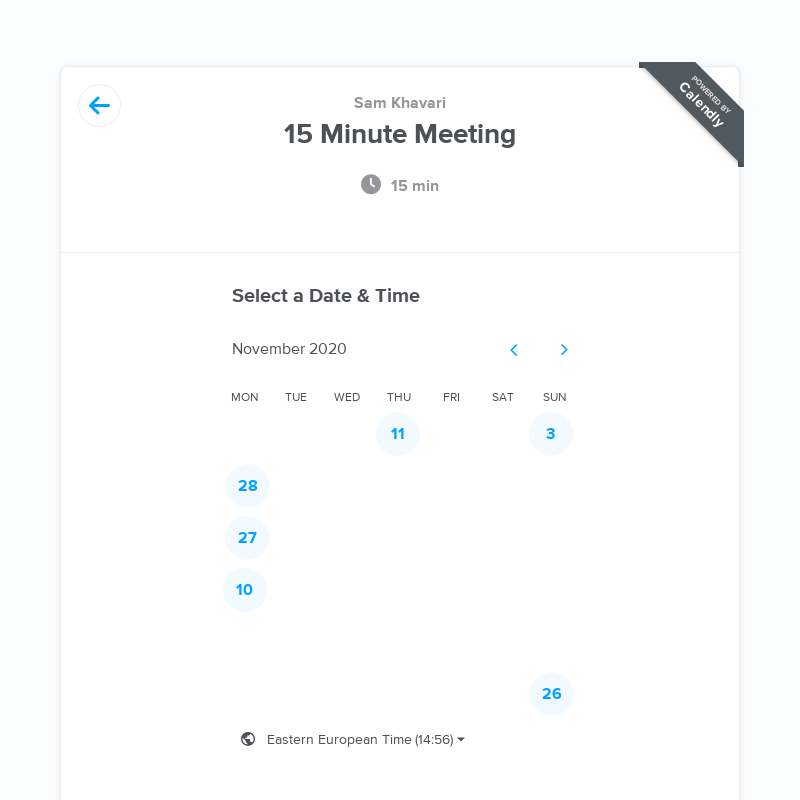 Sam Khavari
15 Minute Meeting
15 min
POWERED BY
Calendly
Select a Date & Time
November 2020
MON TUE WED THU FRI SAT SUN
11 3
28
27
10
26
Eastern European Time (14:56)